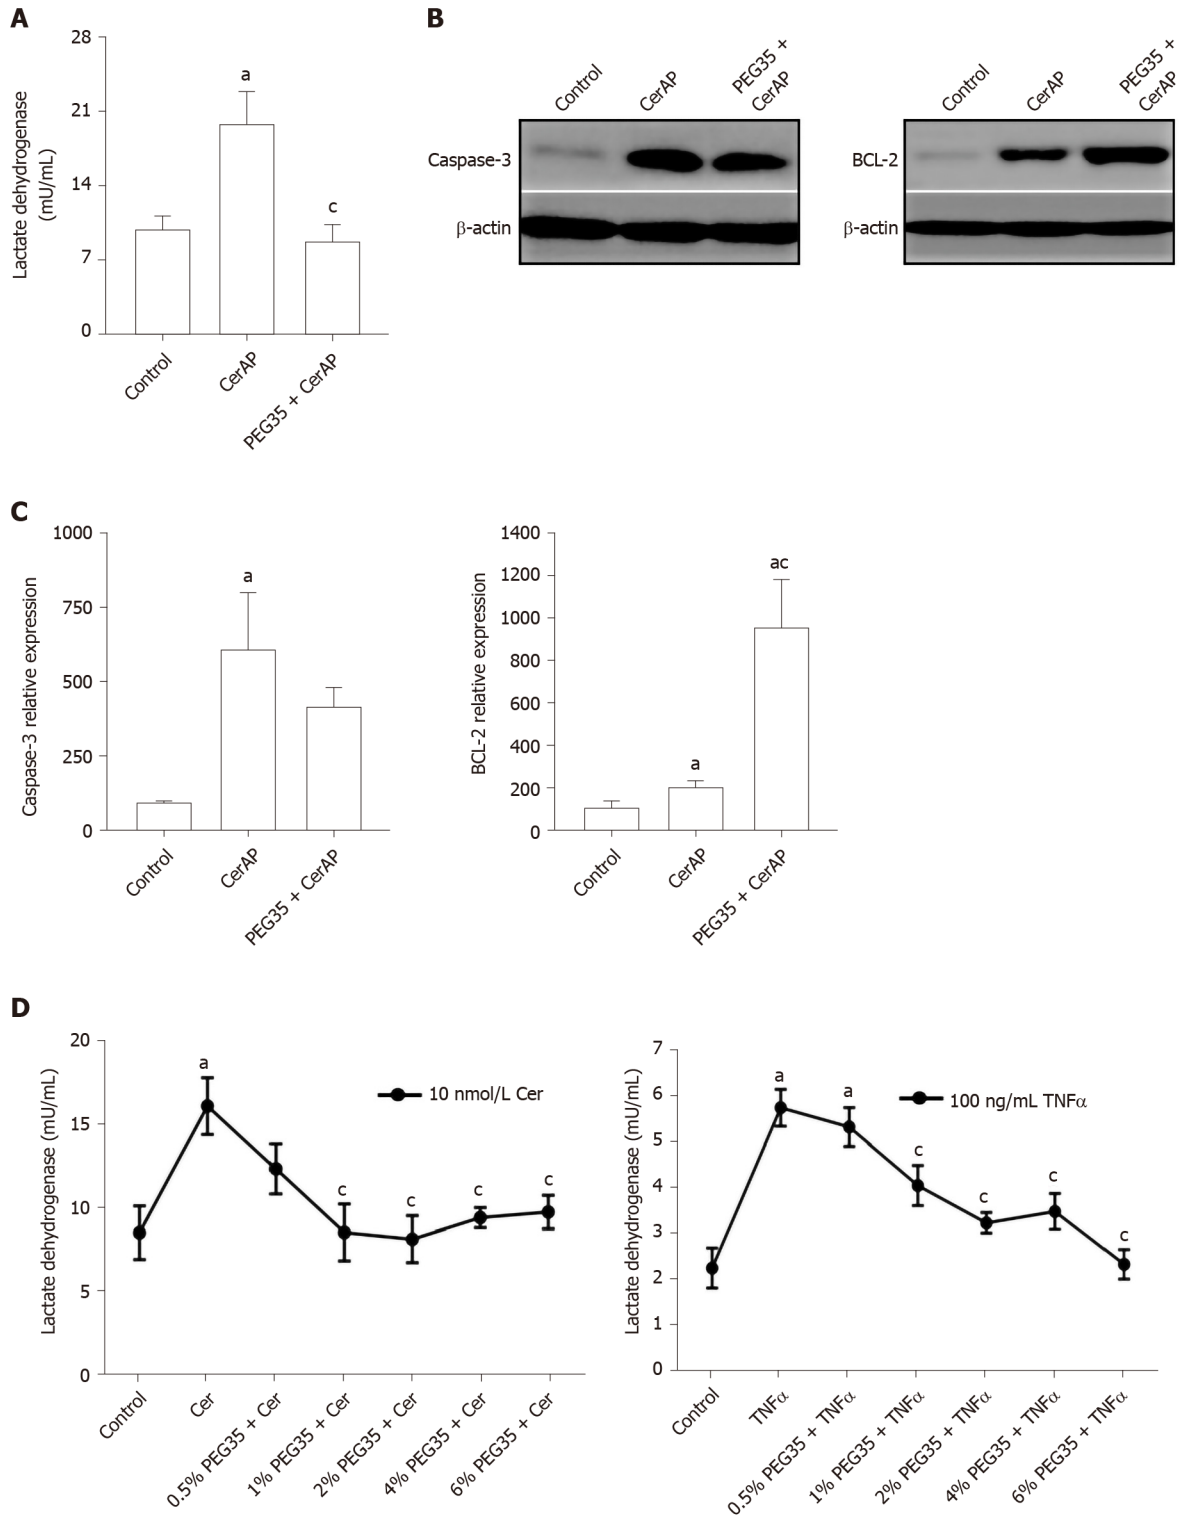 A
28
21
14
7
0
Lactate dehydrogenase
(mU/mL)
a
c
Control
CerAP
PEG35 + CerAP
B
Control
CerAP
PEG35 +
CerAP
Caspase-3
β-actin
Control
CerAP
PEG35 +
CerAP
BCL-2
β-actin
C
1000
750
500
250
0
Caspase-3 relative expression
a
Control
CerAP
PEG35 + CerAP
1400
1200
1000
800
600
400
200
0
BCL-2 relative expression
a
ac
Control
CerAP
PEG35 + CerAP
D
20
15
10
5
0
Lactate dehydrogenase (mU/mL)
a
c
c
c
c
10 nmol/L Cer
Control
Cer
0.5% PEG35 + Cer
1% PEG35 + Cer
2% PEG35 + Cer
4% PEG35 + Cer
6% PEG35 + Cer
7
6
5
4
3
2
1
0
Lactate dehydrogenase (mU/mL)
a
a
c
c
c
c
100 ng/mL TNFα
Control
TNFα
0.5% PEG35 + TNFα
1% PEG35 + TNFα
2% PEG35 + TNFα
4% PEG35 + TNFα
6% PEG35 + TNFα